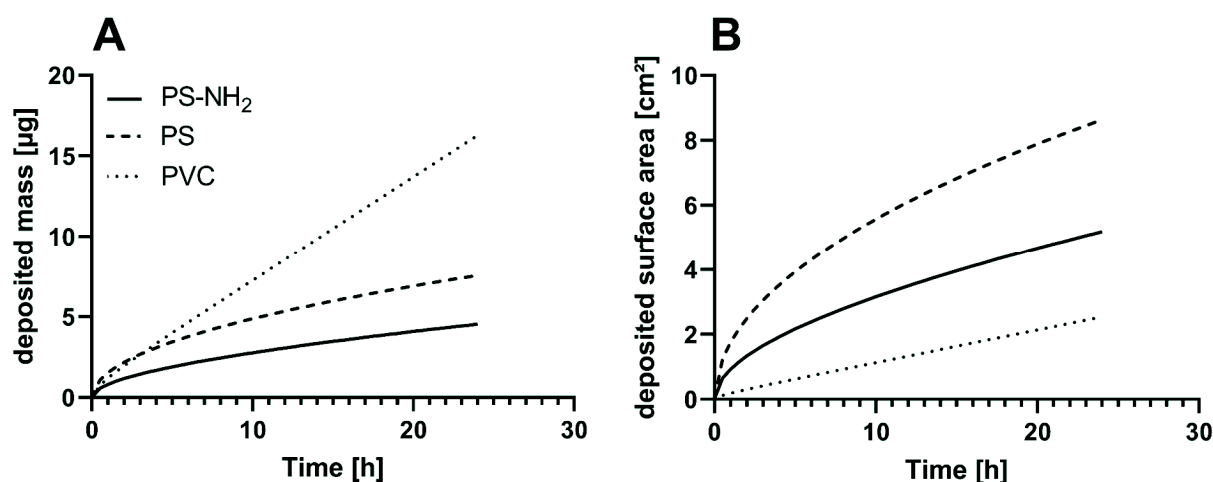 A
deposited mass [µg]
20
15
10
5
0
PS-NH₂
PS
PVC
0
10
20
30
Time [h]
B
deposited surface area [cm²]
10
8
6
4
2
0
0
10
20
30
Time [h]